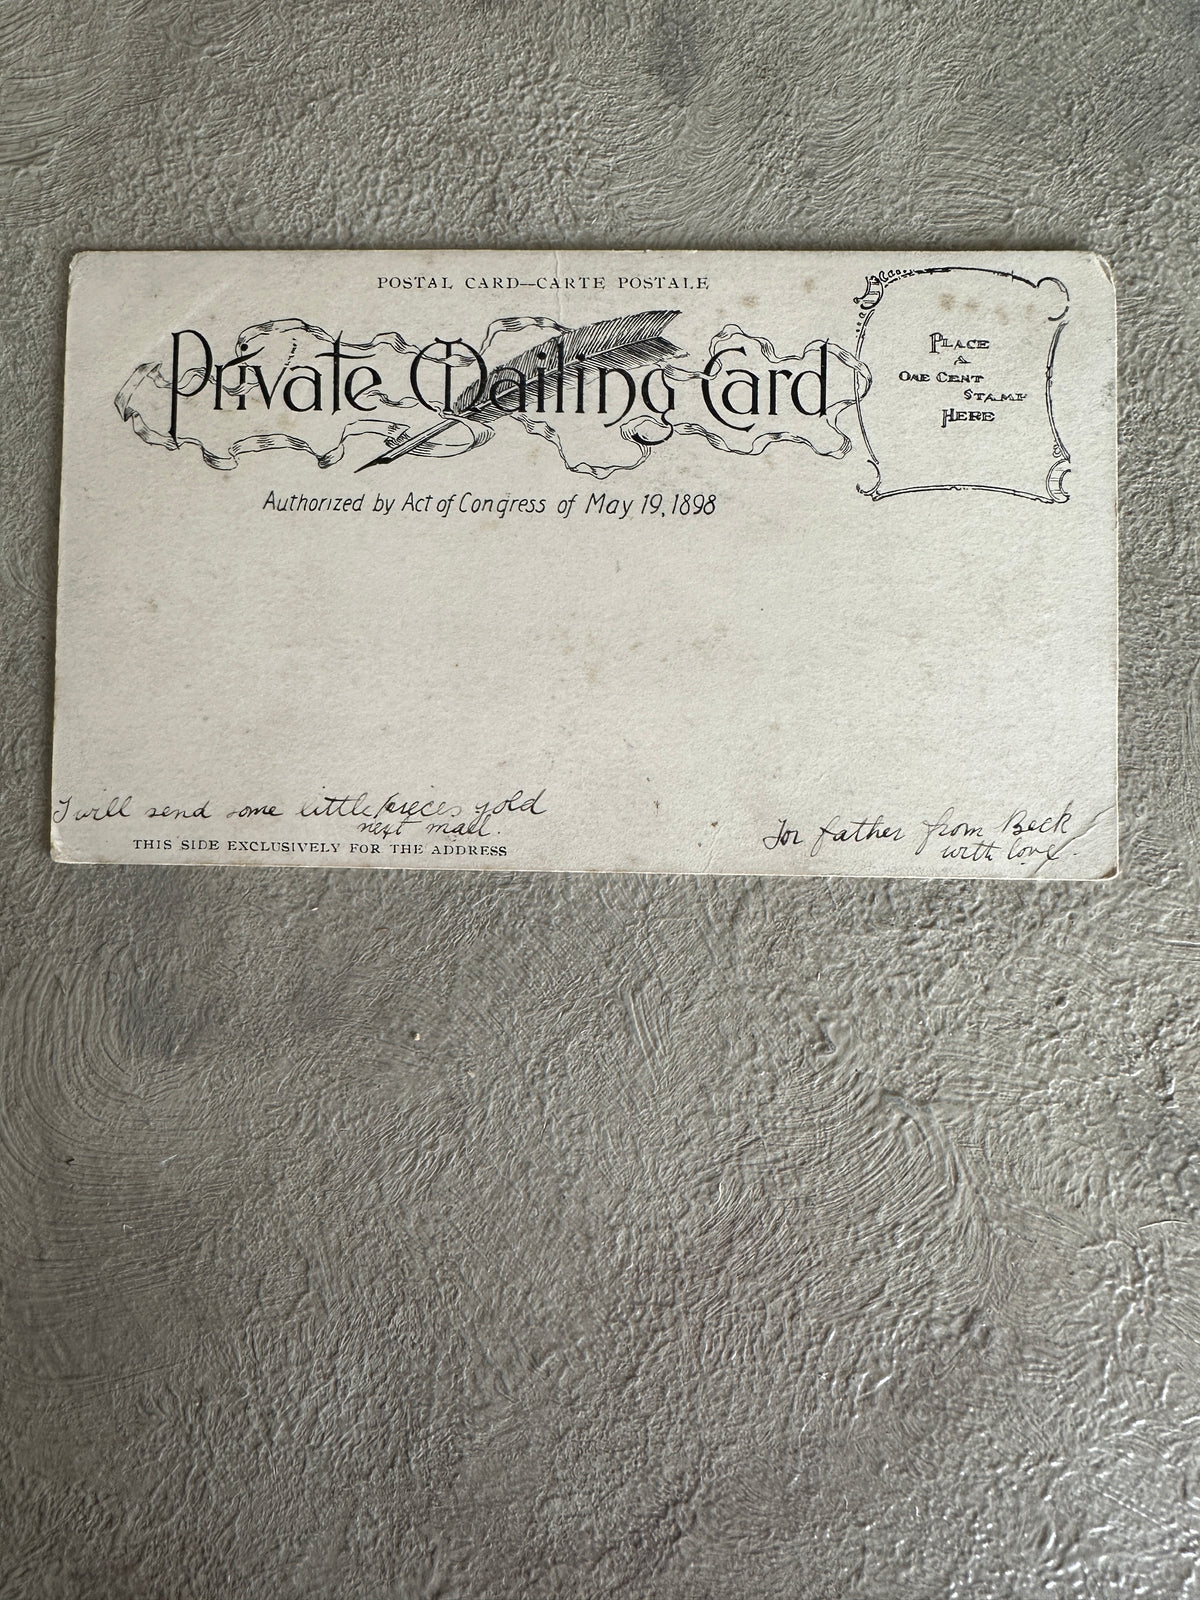 POSTAL CARD—CARTE POSTALE
Private Mailing Card
Authorized by Act of Congress of May 19, 1898
PLACE
A
ONE CENT
STAMP
HERE
I will send some little pieces gold
next mail.
THIS SIDE EXCLUSIVELY FOR THE ADDRESS
For father from Beck
with love.